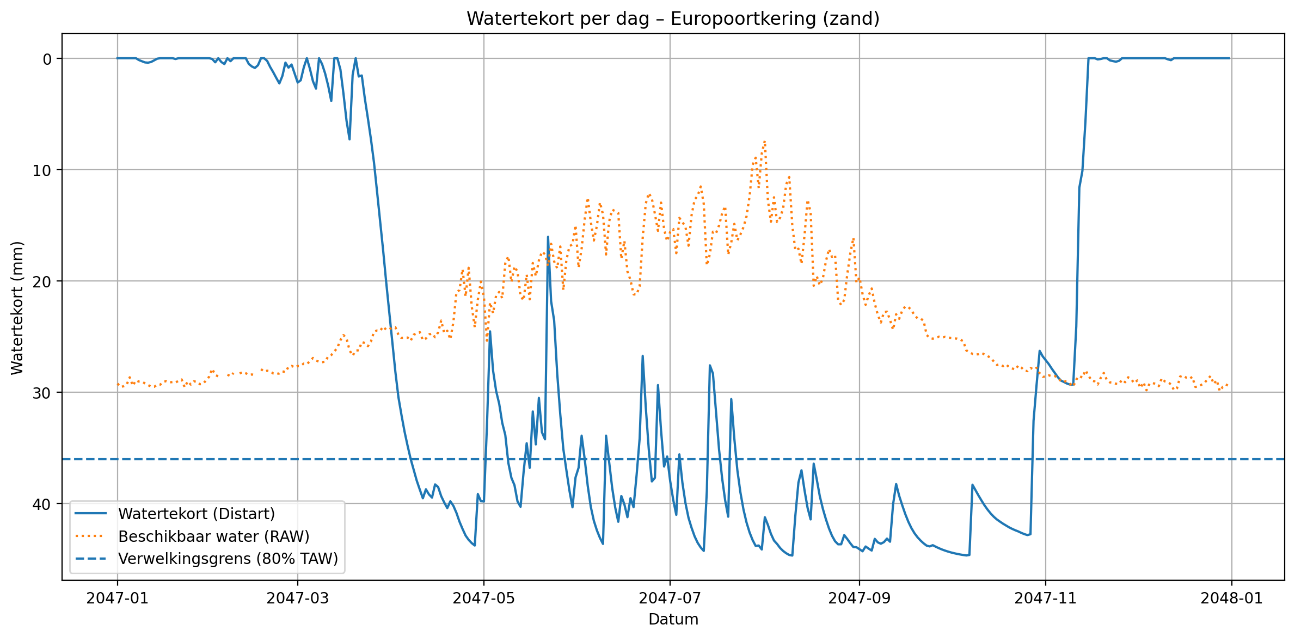 Watertekort per dag – Europoortkering (zand)
Watertekort (mm)
0
10
20
30
40
Watertekort (Distart)
Beschikbaar water (RAW)
Verwelkingsgrens (80% TAW)
2047-01
2047-03
2047-05
2047-07
2047-09
2047-11
2048-01
Datum